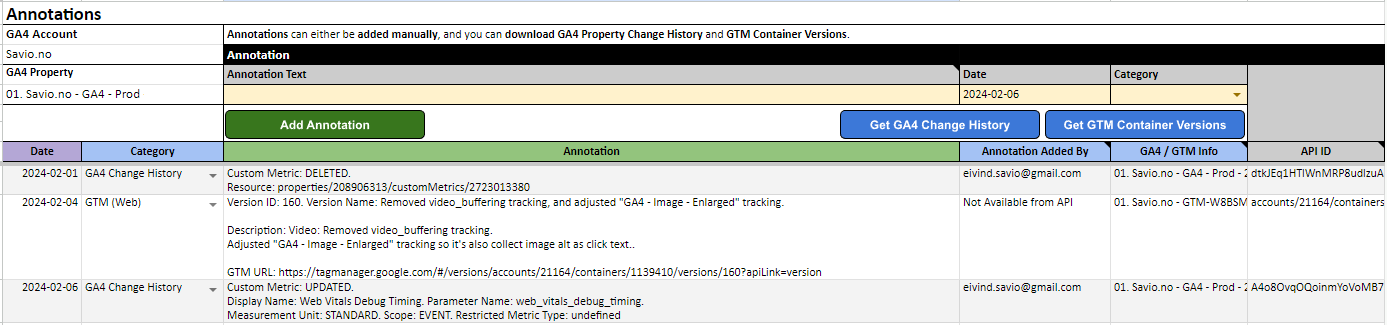 Annotations
GA4 Account
Annotations can either be added manually, and you can download GA4 Property Change History and GTM Container Versions.
Savio.no
Annotation
GA4 Property
Annotation Text
Date
Category
01. Savio.no - GA4 - Prod
2024-02-06
Add Annotation
Get GA4 Change History
Get GTM Container Versions
Date
Category
Annotation
Annotation Added By
GA4 / GTM Info
API ID
2024-02-01
GA4 Change History
Custom Metric: DELETED.
Resource: properties/208906313/customMetrics/2723013380
eivind.savio@gmail.com
01. Savio.no - GA4 - Prod - 2
dtkJEq1HTIWnMRP8udIzuA
2024-02-04
GTM (Web)
Version ID: 160. Version Name: Removed video_buffering tracking, and adjusted "GA4 - Image - Enlarged" tracking.
Description: Video: Removed video_buffering tracking.
Adjusted "GA4 - Image - Enlarged" tracking so it's also collect image alt as click text..
GTM URL: https://tagmanager.google.com/#/versions/accounts/21164/containers/1139410/versions/160?apiLink=version
Not Available from API
01. Savio.no - GTM-W8BSM
accounts/21164/containers
2024-02-06
GA4 Change History
Custom Metric: UPDATED.
Display Name: Web Vitals Debug Timing. Parameter Name: web_vitals_debug_timing.
Measurement Unit: STANDARD. Scope: EVENT. Restricted Metric Type: undefined
eivind.savio@gmail.com
01. Savio.no - GA4 - Prod - 2
A4o8OvqOQoinmYoVoMB7